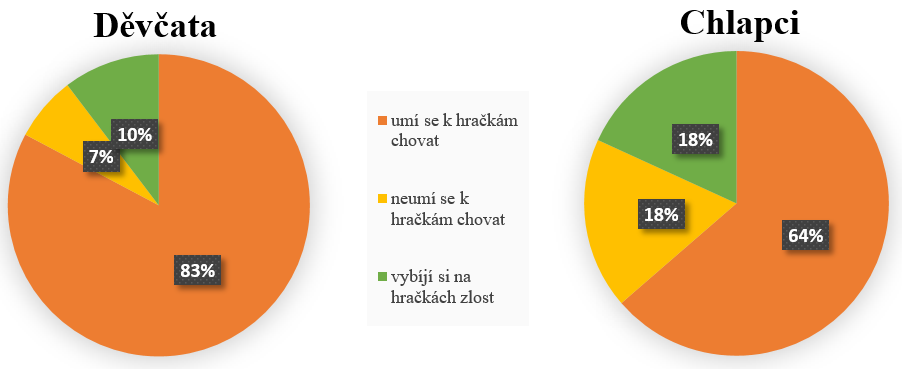 Děvčata
10%
7%
83%
umí se k hračkám
chovat
neumí se k
hračkám chovat
vybíjí si na
hračkách zlost
Chlapci
18%
18%
64%